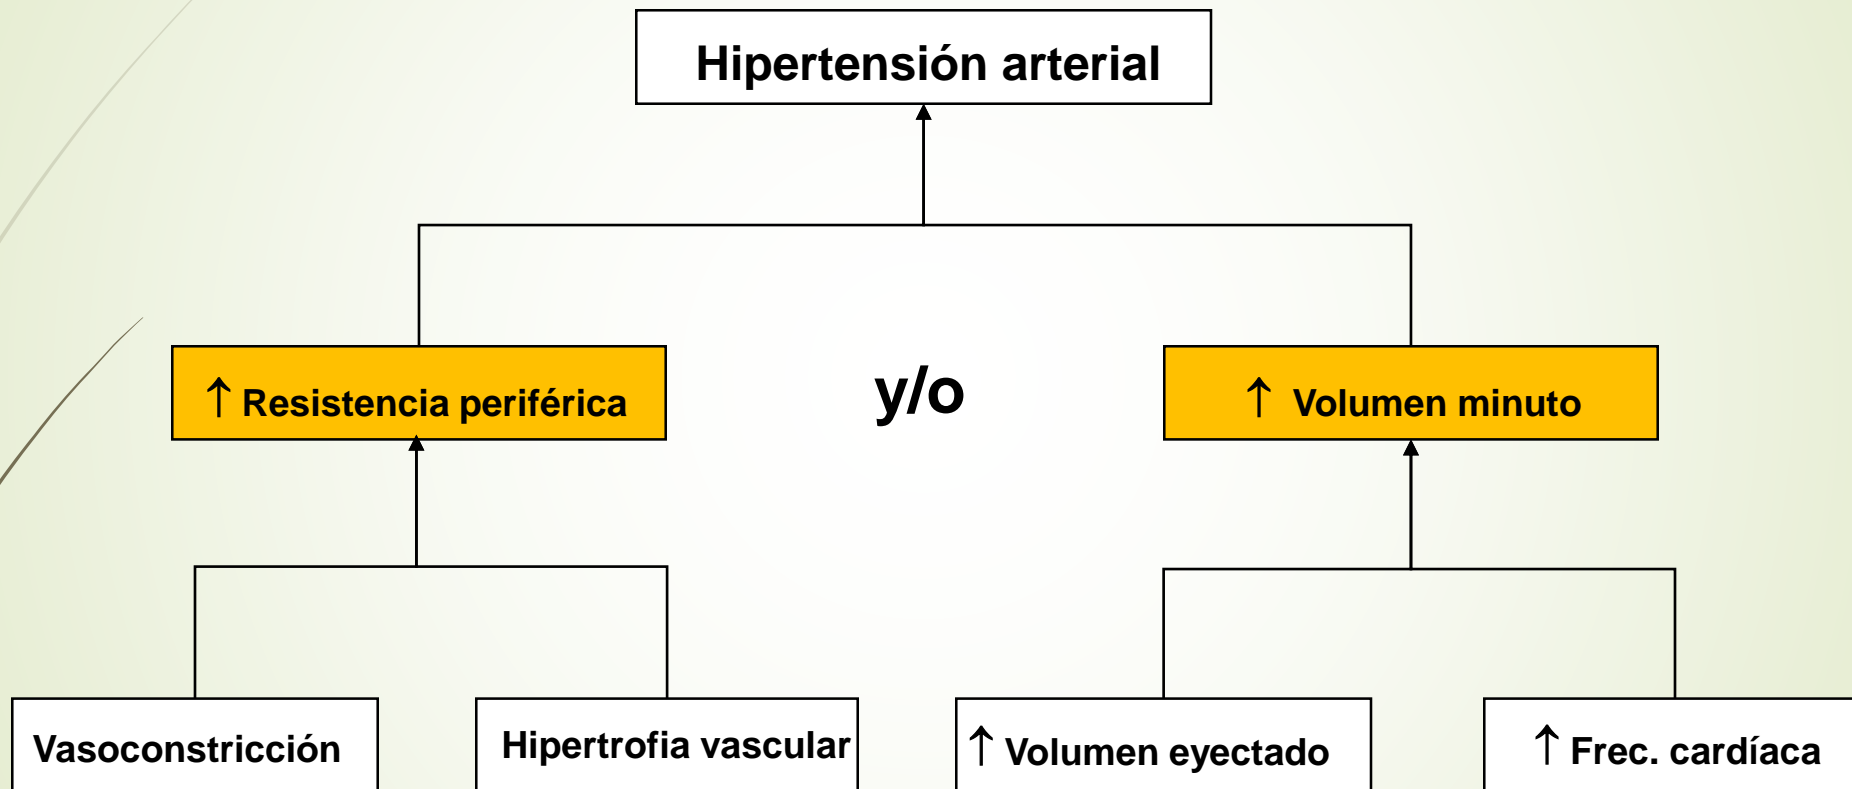 Hipertensión arterial
↑ Resistencia periférica
y/o
↑ Volumen minuto
Vasoconstricción
Hipertrofia vascular
↑ Volumen eyectado
↑ Frec. cardíaca